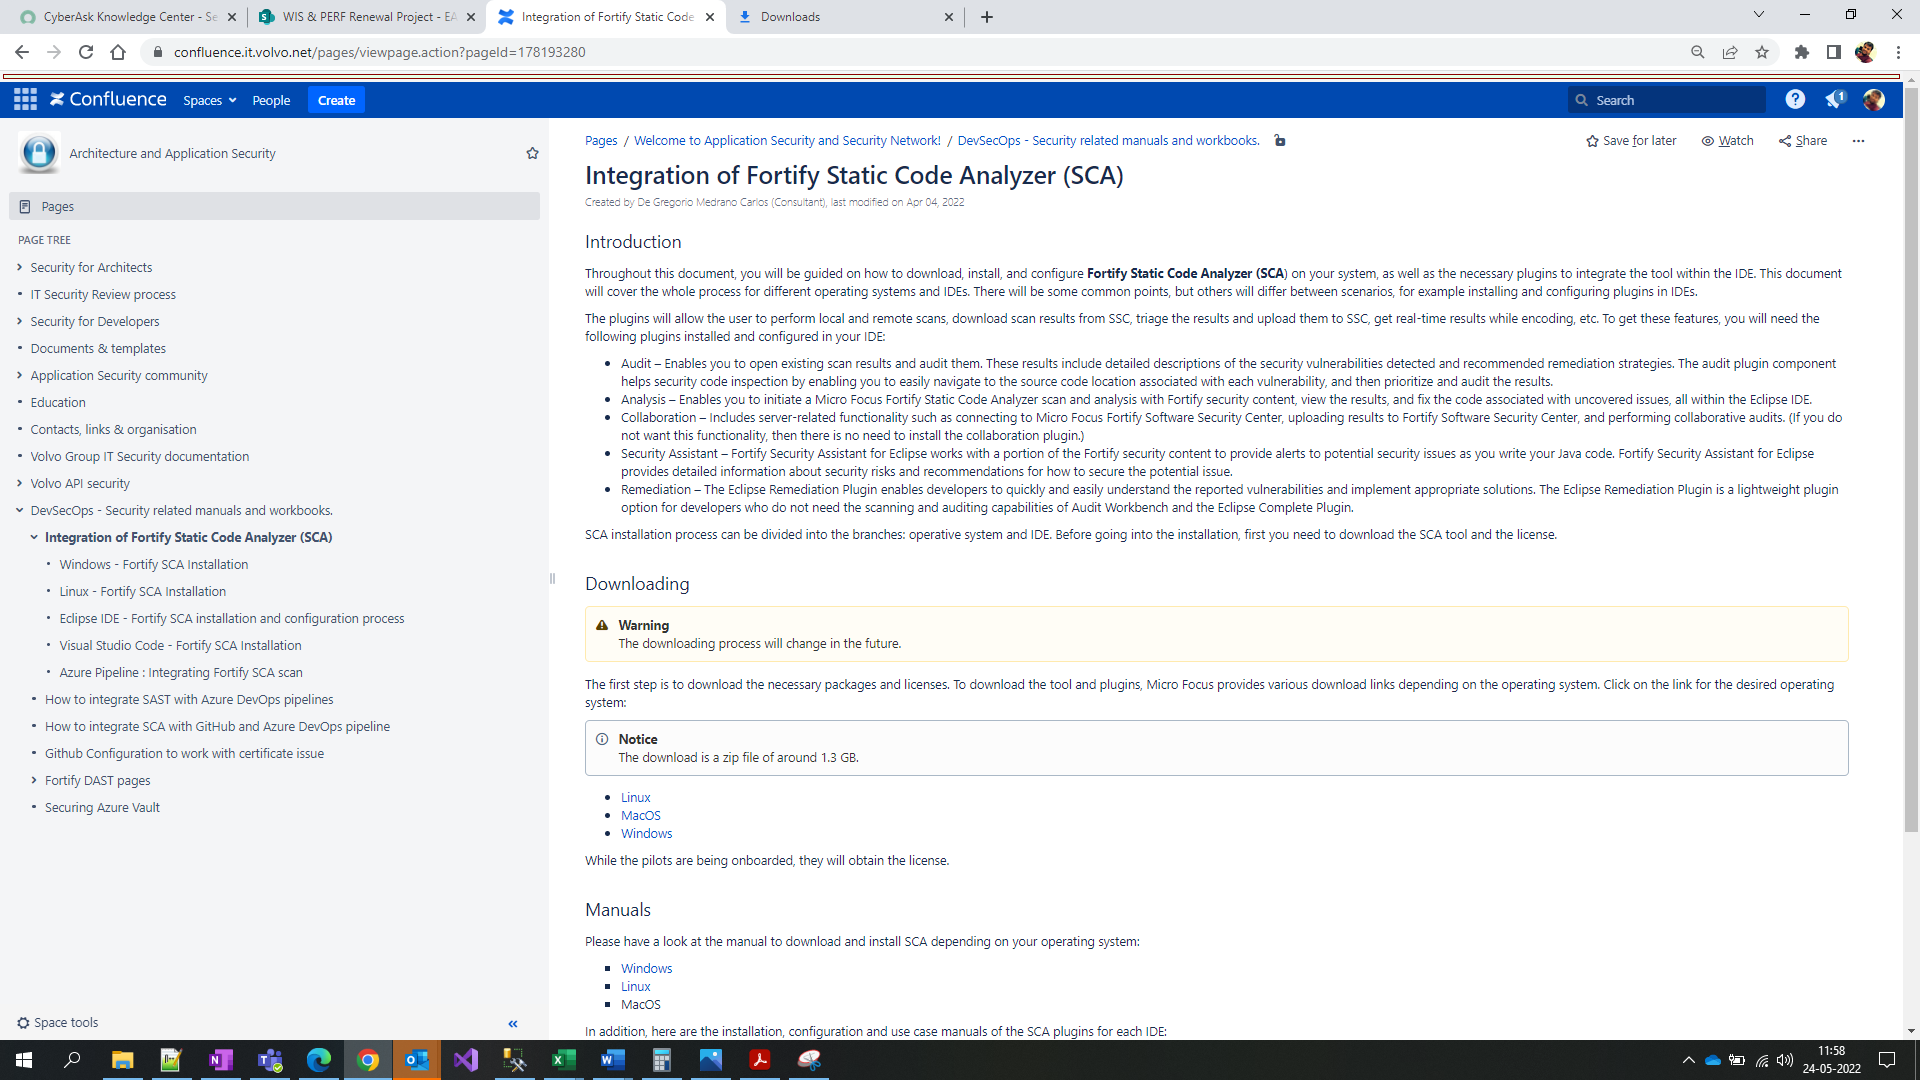 CyberAsk Knowledge Center - Se
WIS & PERF Renewal Project - EA
Integration of Fortify Static Code
Downloads
confluence.it.volvo.net/pages/viewpage.action?pageId=178193280
Confluence
Spaces
People
Create
Search
1
Architecture and Application Security
Pages
PAGE TREE
Security for Architects
IT Security Review process
Security for Developers
Documents & templates
Application Security community
Education
Contacts, links & organisation
Volvo Group IT Security documentation
Volvo API security
DevSecOps - Security related manuals and workbooks.
Integration of Fortify Static Code Analyzer (SCA)
Windows - Fortify SCA Installation
Linux - Fortify SCA Installation
Eclipse IDE - Fortify SCA installation and configuration process
Visual Studio Code - Fortify SCA Installation
Azure Pipeline : Integrating Fortify SCA scan
How to integrate SAST with Azure DevOps pipelines
How to integrate SCA with GitHub and Azure DevOps pipeline
Github Configuration to work with certificate issue
Fortify DAST pages
Securing Azure Vault
Space tools
Pages / Welcome to Application Security and Security Network! / DevSecOps - Security related manuals and workbooks.
Save for later
Watch
Share
Integration of Fortify Static Code Analyzer (SCA)
Created by De Gregorio Medrano Carlos (Consultant), last modified on Apr 04, 2022
Introduction
Throughout this document, you will be guided on how to download, install, and configure Fortify Static Code Analyzer (SCA) on your system, as well as the necessary plugins to integrate the tool within the IDE. This document
will cover the whole process for different operating systems and IDEs. There will be some common points, but others will differ between scenarios, for example installing and configuring plugins in IDEs.
The plugins will allow the user to perform local and remote scans, download scan results from SSC, triage the results and upload them to SSC, get real-time results while encoding, etc. To get these features, you will need the
following plugins installed and configured in your IDE:
Audit – Enables you to open existing scan results and audit them. These results include detailed descriptions of the security vulnerabilities detected and recommended remediation strategies. The audit plugin component
helps security code inspection by enabling you to easily navigate to the source code location associated with each vulnerability, and then prioritize and audit the results.
Analysis – Enables you to initiate a Micro Focus Fortify Static Code Analyzer scan and analysis with Fortify security content, view the results, and fix the code associated with uncovered issues, all within the Eclipse IDE.
Collaboration – Includes server-related functionality such as connecting to Micro Focus Fortify Software Security Center, uploading results to Fortify Software Security Center, and performing collaborative audits. (If you do
not want this functionality, then there is no need to install the collaboration plugin.)
Security Assistant – Fortify Security Assistant for Eclipse works with a portion of the Fortify security content to provide alerts to potential security issues as you write your Java code. Fortify Security Assistant for Eclipse
provides detailed information about security risks and recommendations for how to secure the potential issue.
Remediation – The Eclipse Remediation Plugin enables developers to quickly and easily understand the reported vulnerabilities and implement appropriate solutions. The Eclipse Remediation Plugin is a lightweight plugin
option for developers who do not need the scanning and auditing capabilities of Audit Workbench and the Eclipse Complete Plugin.
SCA installation process can be divided into the branches: operative system and IDE. Before going into the installation, first you need to download the SCA tool and the license.
Downloading
Warning
The downloading process will change in the future.
The first step is to download the necessary packages and licenses. To download the tool and plugins, Micro Focus provides various download links depending on the operating system. Click on the link for the desired operating
system:
Notice
The download is a zip file of around 1.3 GB.
Linux
MacOS
Windows
While the pilots are being onboarded, they will obtain the license.
Manuals
Please have a look at the manual to download and install SCA depending on your operating system:
Windows
Linux
MacOS
In addition, here are the installation, configuration and use case manuals of the SCA plugins for each IDE:
11:58
24-05-2022